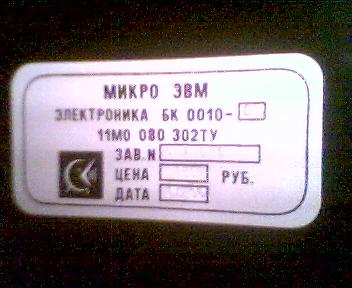 МИКРО ЭВМ
ЭЛЕКТРОНИКА БК 0010-
11М0 080 302ТУ
ЗАВ.N
ЦЕНА РУБ.
ДАТА